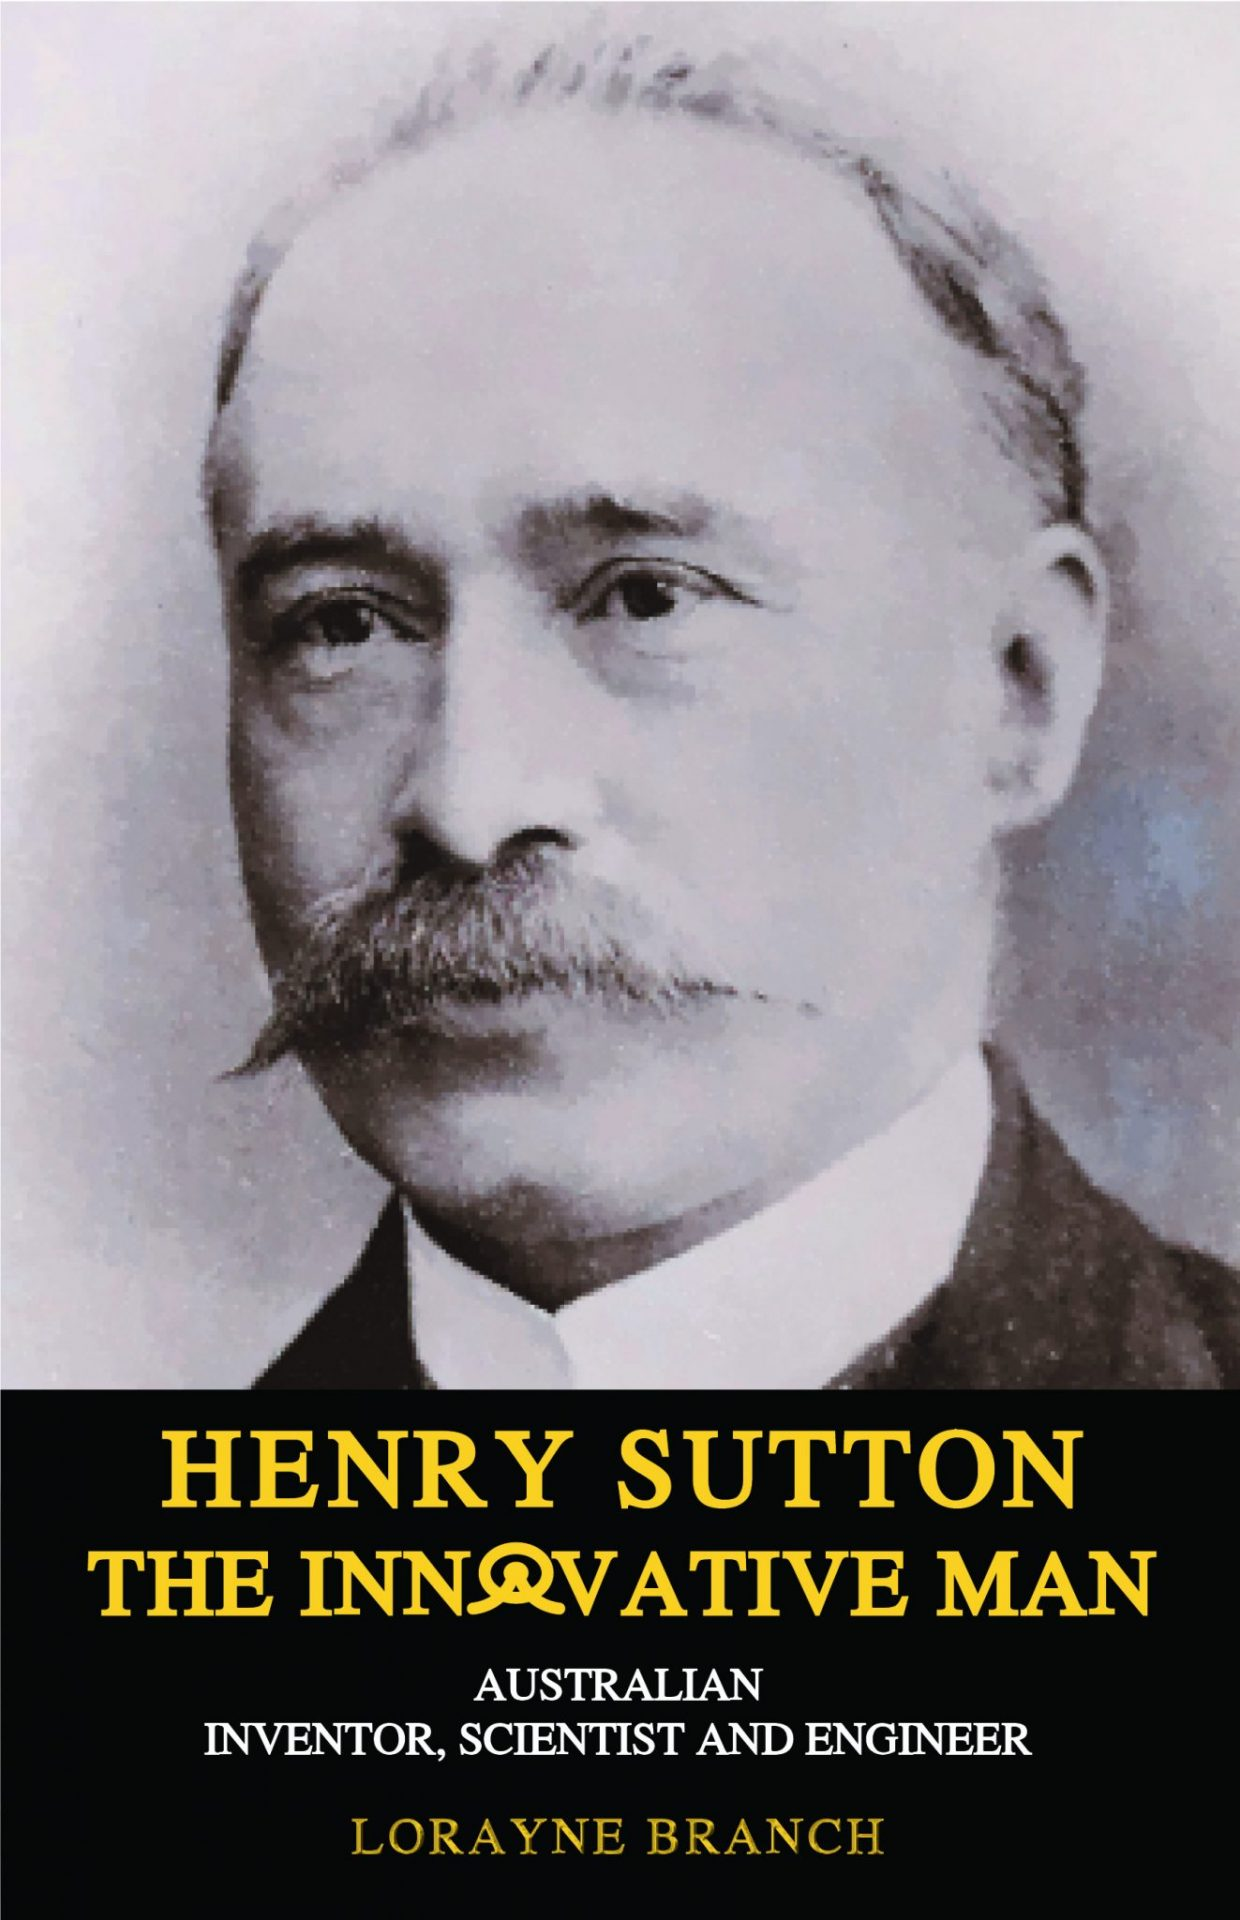 HENRY SUTTON
THE INNOVATIVE MAN
AUSTRALIAN
INVENTOR, SCIENTIST AND ENGINEER
LORAYNE BRANCH